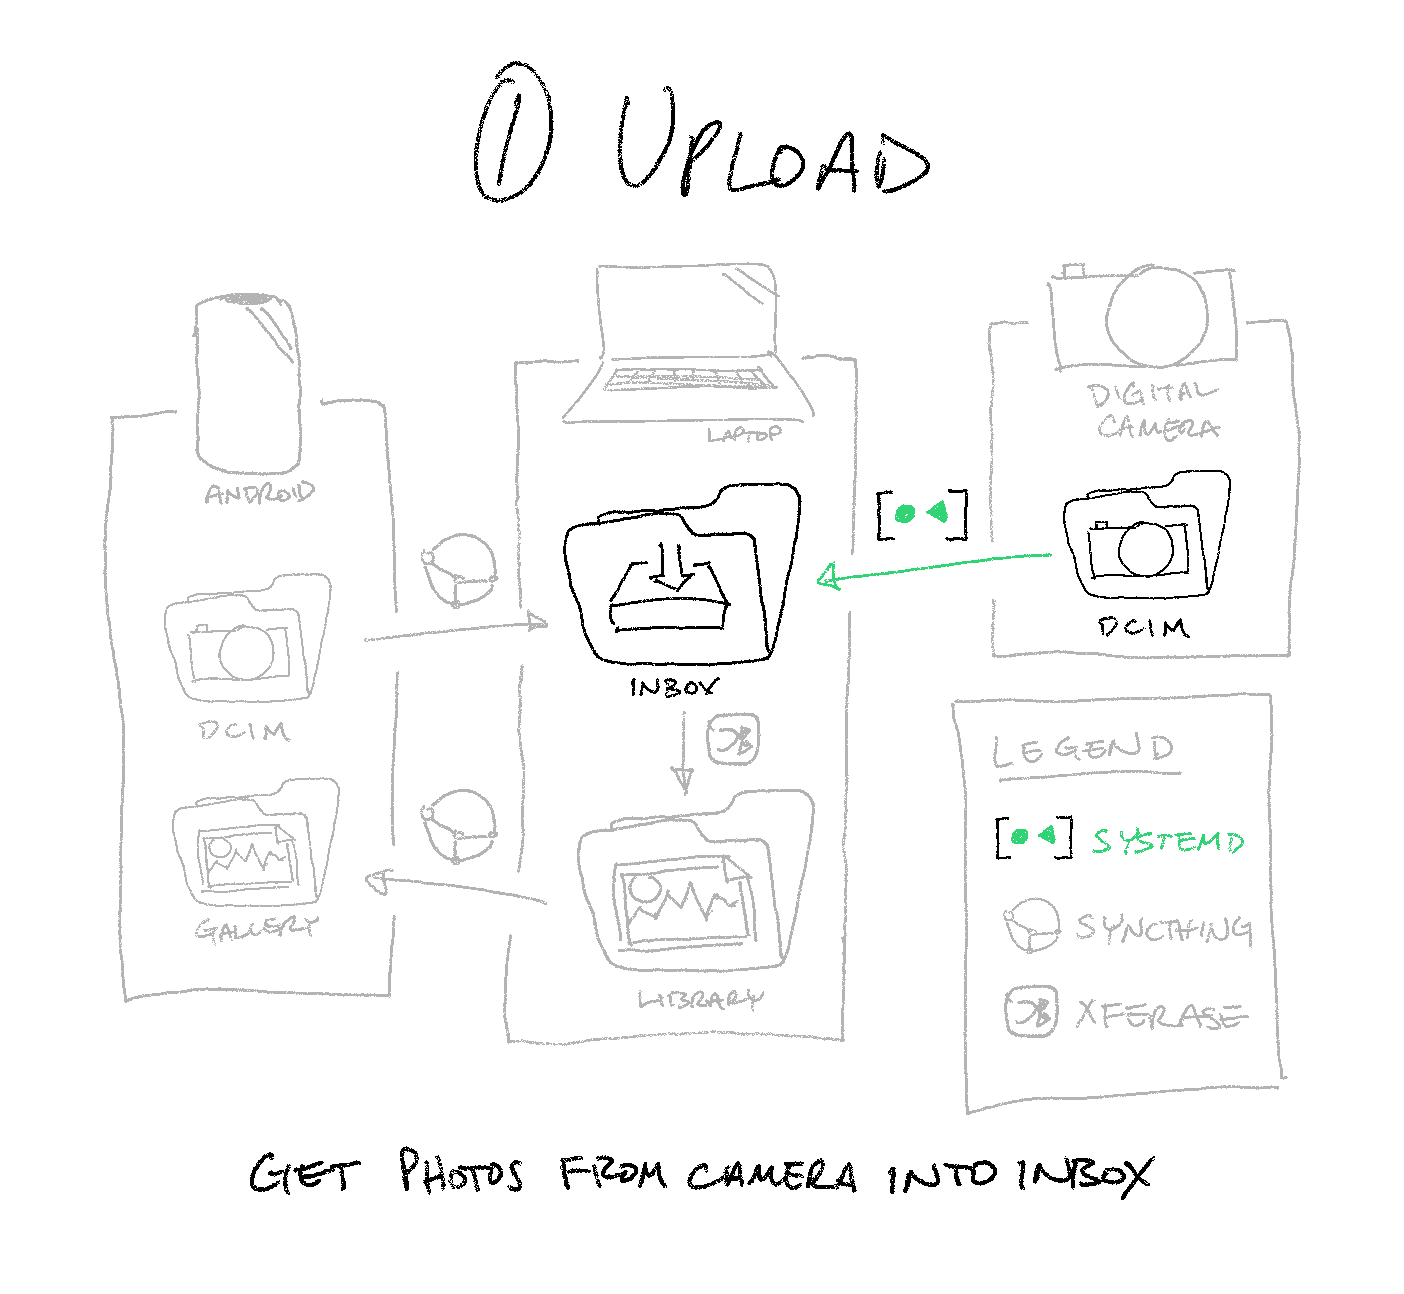 ① UPLOAD
ANDROID
DCIM
GALLERY
LAPTOP
INBOX
LIBRARY
DIGITAL
CAMERA
DCIM
LEGEND
SYSTEMD
SYNCTHING
XFERASE
GET PHOTOS FROM CAMERA INTO INBOX